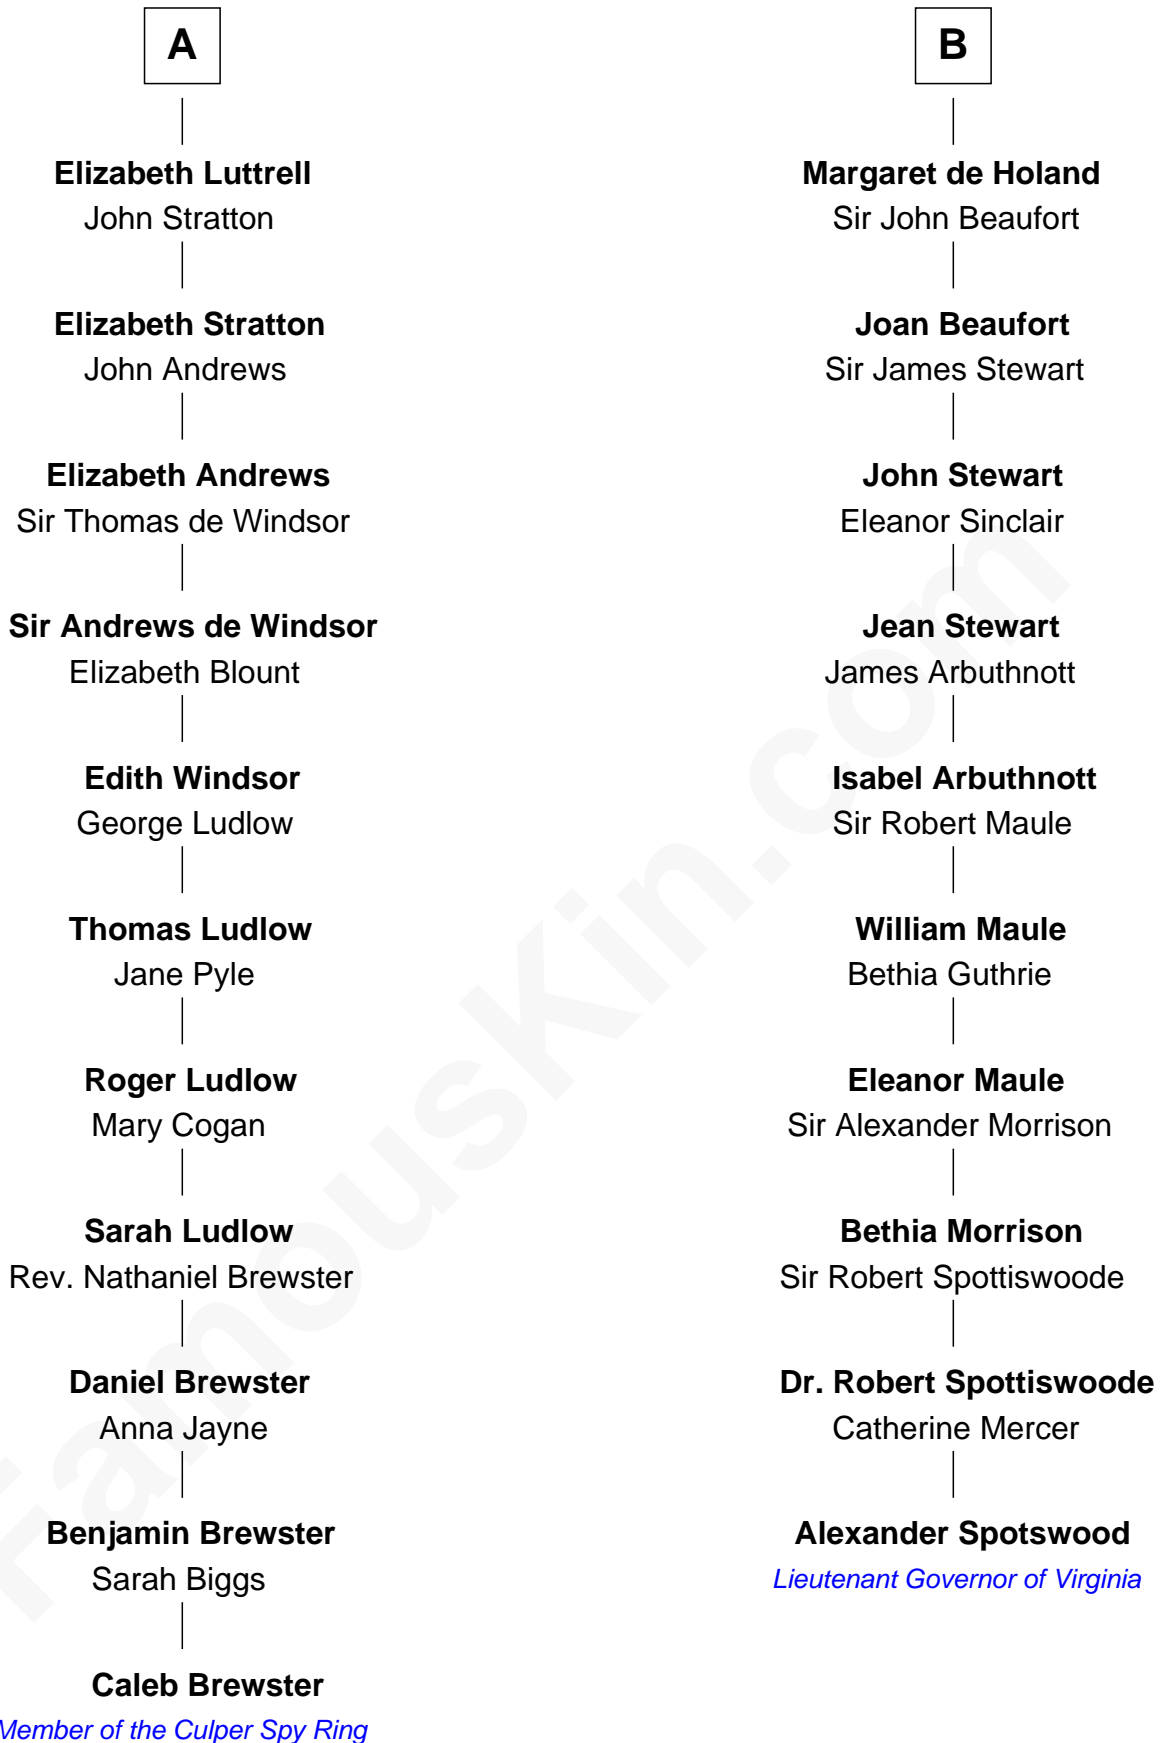 A
Elizabeth Luttrell
John Stratton
Elizabeth Stratton
John Andrews
Elizabeth Andrews
Sir Thomas de Windsor
Sir Andrews de Windsor
Elizabeth Blount
Edith Windsor
George Ludlow
Thomas Ludlow
Jane Pyle
Roger Ludlow
Mary Cogan
Sarah Ludlow
Rev. Nathaniel Brewster
Daniel Brewster
Anna Jayne
Benjamin Brewster
Sarah Biggs
Caleb Brewster
Member of the Culper Spy Ring
B
Margaret de Holand
Sir John Beaufort
Joan Beaufort
Sir James Stewart
John Stewart
Eleanor Sinclair
Jean Stewart
James Arbuthnott
Isabel Arbuthnott
Sir Robert Maule
William Maule
Bethia Guthrie
Eleanor Maule
Sir Alexander Morrison
Bethia Morrison
Sir Robert Spottiswoode
Dr. Robert Spottiswoode
Catherine Mercer
Alexander Spotswood
Lieutenant Governor of Virginia
FamousKin.com